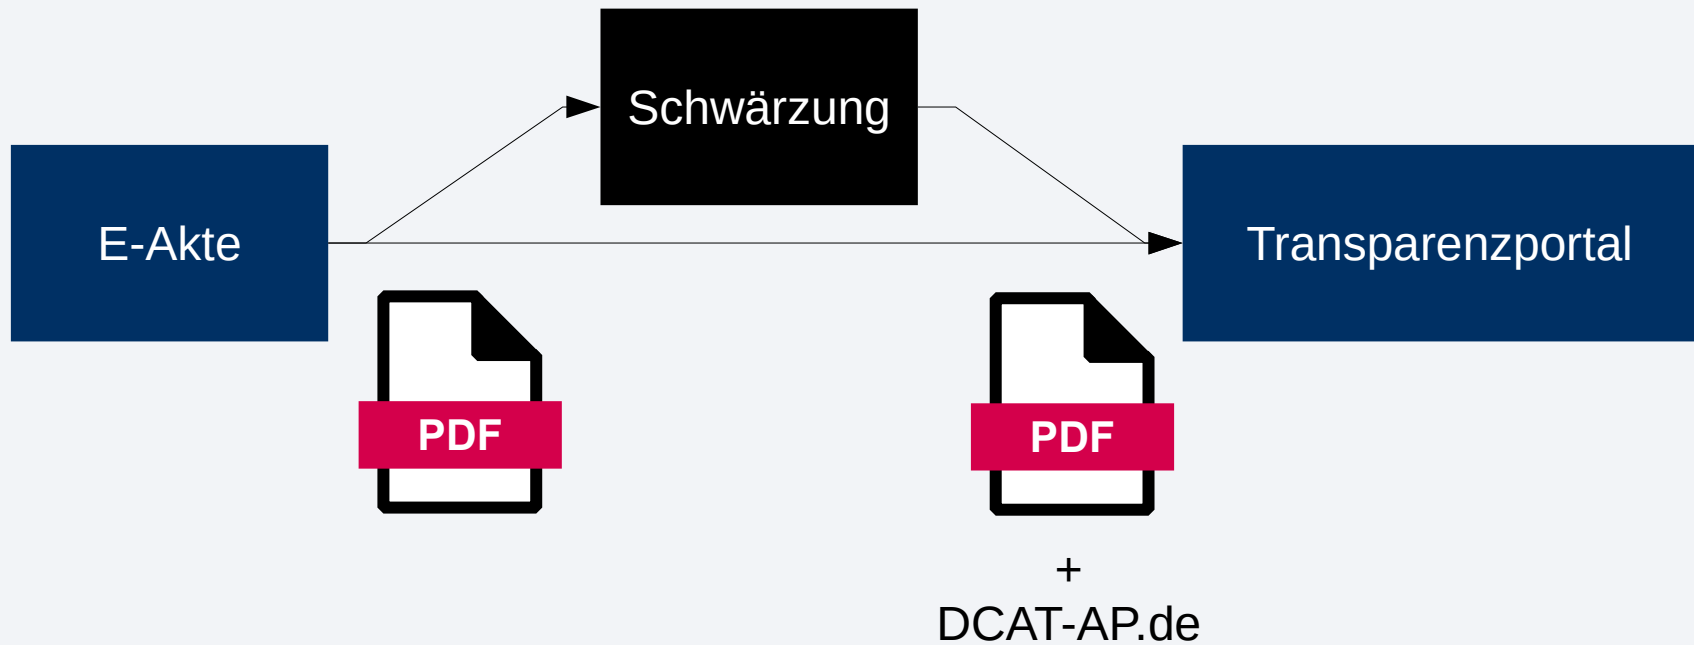 Schwärzung
E-Akte
Transparenzportal
PDF
PDF
+
DCAT-AP.de